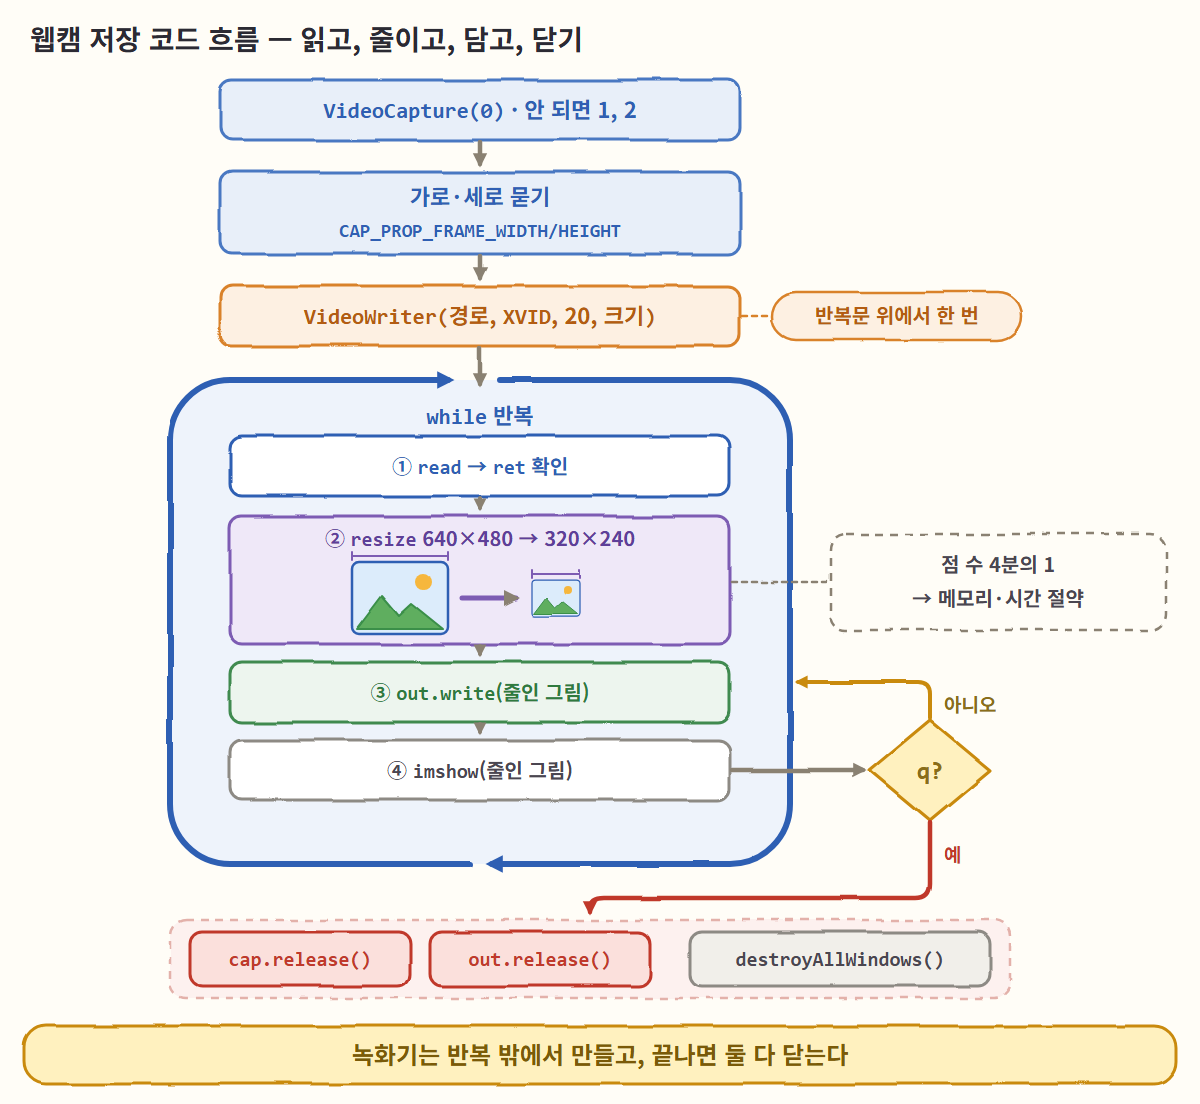 웹캠 저장 코드 흐름 — 읽고, 줄이고, 담고, 닫기
VideoCapture(0) · 안 되면 1, 2
가로·세로 묻기
CAP_PROP_FRAME_WIDTH/HEIGHT
VideoWriter(경로, XVID, 20, 크기)
반복문 위에서 한 번
while 반복
① read → ret 확인
② resize 640×480 → 320×240
점 수 4분의 1
→ 메모리·시간 절약
③ out.write(줄인 그림)
아니오
④ imshow(줄인 그림)
q?
예
cap.release()
out.release()
destroyAllWindows()
녹화기는 반복 밖에서 만들고, 끝나면 둘 다 닫는다